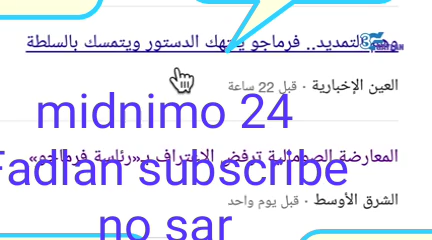 لتمديد.. فرماجو ينتهك الدستور ويتمسك بالسلطة
العين الإخبارية · قبل 22 ساعة
midnimo 24
المعارضة الصومالية ترفض الاعتراف بـ«رئاسة فرماجو»
Fadlan subscribe
الشرق الأوسط · قبل يوم واحد
no sar